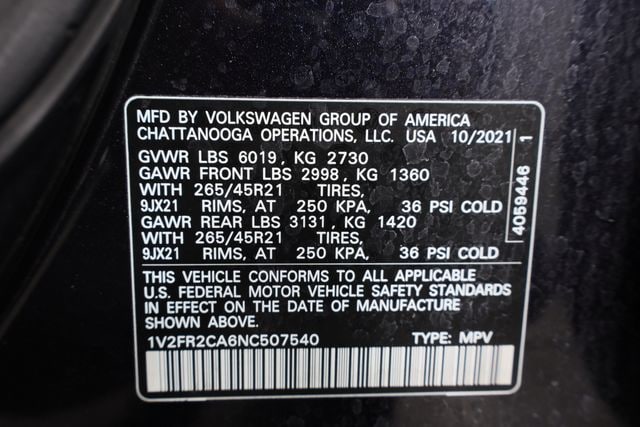 MFD BY VOLKSWAGEN GROUP OF AMERICA
CHATTANOOGA OPERATIONS, LLC. USA 10/2021
GVWR LBS 6019, KG 2730
GAWR FRONT LBS 2998, KG 1360
WITH 265/45R21 TIRES,
9JX21 RIMS, AT 250 KPA, 36 PSI COLD
GAWR REAR LBS 3131, KG 1420
WITH 265/45R21 TIRES,
9JX21 RIMS, AT 250 KPA, 36 PSI COLD
THIS VEHICLE CONFORMS TO ALL APPLICABLE
U.S. FEDERAL MOTOR VEHICLE SAFETY STANDARDS
IN EFFECT ON THE DATE OF MANUFACTURE
SHOWN ABOVE.
1V2FR2CA6NC507540 TYPE: MPV
4059446 1